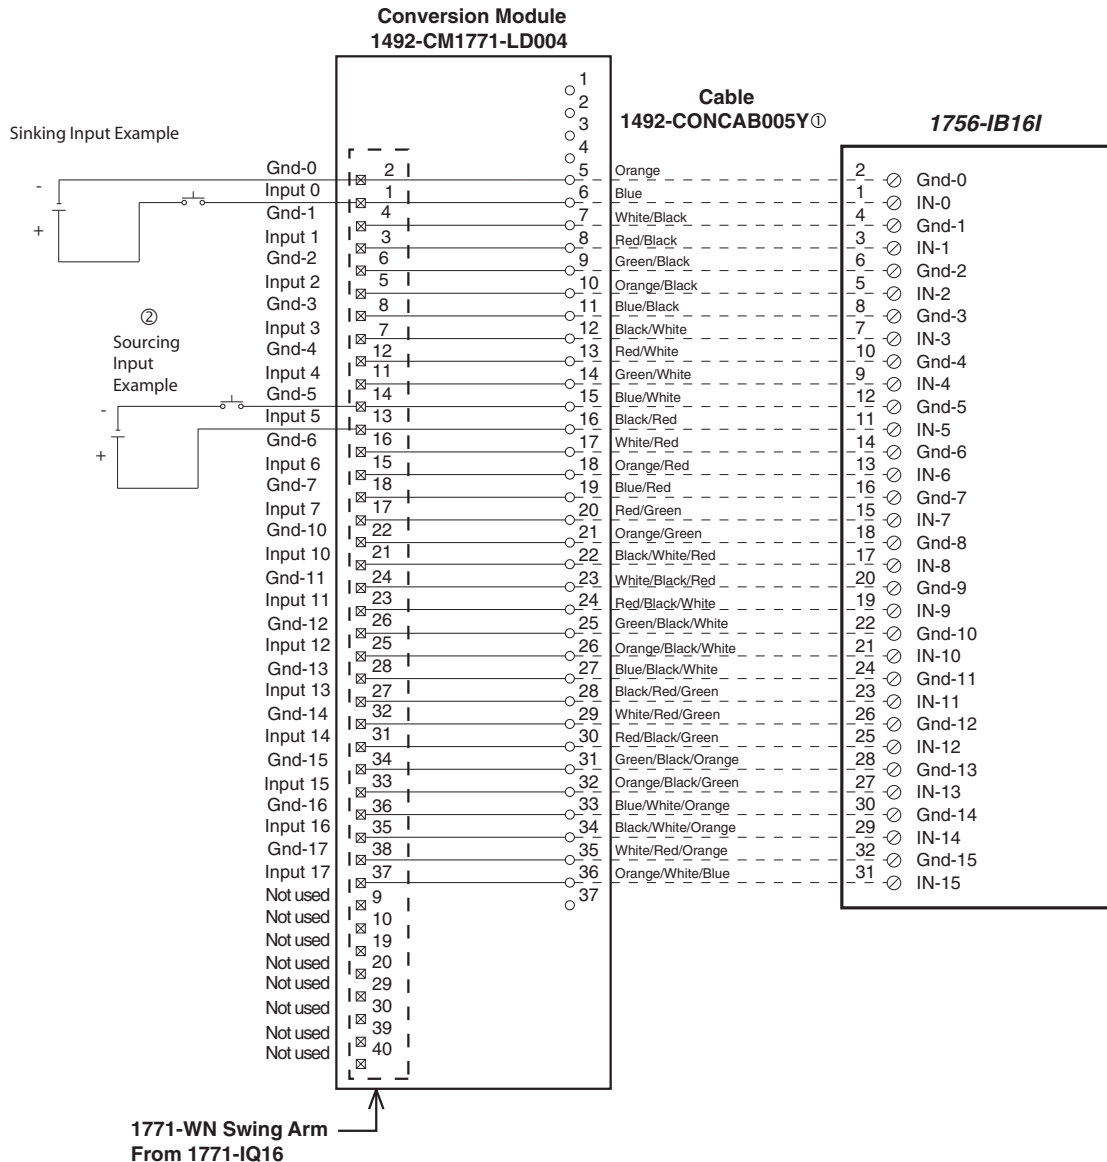 Conversion Module
1492-CM1771-LD004
Cable
1492-CONCAB005Y①
1756-IB16I
Sinking Input Example
-
+
②
Sourcing
Input
Example
-
+
1
2
3
4
Gnd-0 2 5 Orange 2 Gnd-0
Input 0 1 6 Blue 1 IN-0
Gnd-1 4 7 White/Black 4 Gnd-1
Input 1 3 8 Red/Black 3 IN-1
Gnd-2 6 9 Green/Black 6 Gnd-2
Input 2 5 10 Orange/Black 5 IN-2
Gnd-3 8 11 Blue/Black 8 Gnd-3
Input 3 7 12 Black/White 7 IN-3
Gnd-4 12 13 Red/White 10 Gnd-4
Input 4 11 14 Green/White 9 IN-4
Gnd-5 14 15 Blue/White 12 Gnd-5
Input 5 13 16 Black/Red 11 IN-5
Gnd-6 16 17 White/Red 14 Gnd-6
Input 6 15 18 Orange/Red 13 IN-6
Gnd-7 18 19 Blue/Red 16 Gnd-7
Input 7 17 20 Red/Green 15 IN-7
Gnd-10 22 21 Orange/Green 18 Gnd-8
Input 10 21 22 Black/White/Red 17 IN-8
Gnd-11 24 23 White/Black/Red 20 Gnd-9
Input 11 23 24 Red/Black/White 19 IN-9
Gnd-12 26 25 Green/Black/White 22 Gnd-10
Input 12 25 26 Orange/Black/White 21 IN-10
Gnd-13 28 27 Blue/Black/White 24 Gnd-11
Input 13 27 28 Black/Red/Green 23 IN-11
Gnd-14 32 29 White/Red/Green 26 Gnd-12
Input 14 31 30 Red/Black/Green 25 IN-12
Gnd-15 34 31 Green/Black/Orange 28 Gnd-13
Input 15 33 32 Orange/Black/Green 27 IN-13
Gnd-16 36 33 Blue/White/Orange 30 Gnd-14
Input 16 35 34 Black/White/Orange 29 IN-14
Gnd-17 38 35 White/Red/Orange 32 Gnd-15
Input 17 37 36 Orange/White/Blue 31 IN-15
Not used 9 37
Not used 10
Not used 19
Not used 20
Not used 29
Not used 30
Not used 39
Not used 40
1771-WN Swing Arm
From 1771-IQ16